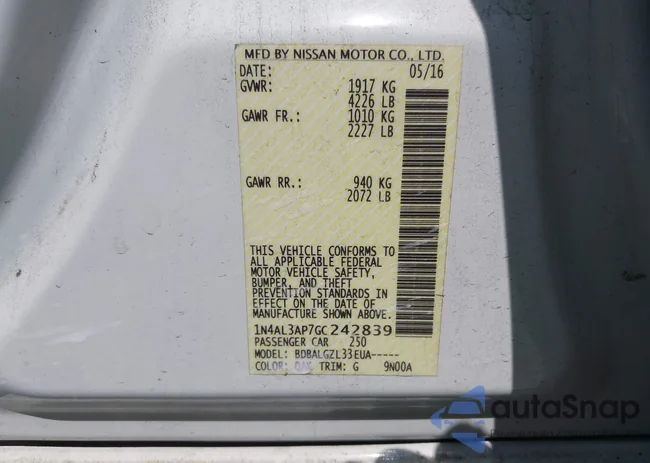 MFD BY NISSAN MOTOR CO., LTD.
DATE: 05/16
GVWR: 1917 KG
4226 LB
GAWR FR.: 1010 KG
2227 LB
GAWR RR.: 940 KG
2072 LB
THIS VEHICLE CONFORMS TO
ALL APPLICABLE FEDERAL
MOTOR VEHICLE SAFETY,
BUMPER, AND THEFT
PREVENTION STANDARDS IN
EFFECT ON THE DATE OF
MANUFACTURE SHOWN ABOVE.
1N4AL3AP7GC242839
PASSENGER CAR 250
MODEL: BDBALGZL33EUA-----
COLOR: TRIM: G 9N00A
autaSnap